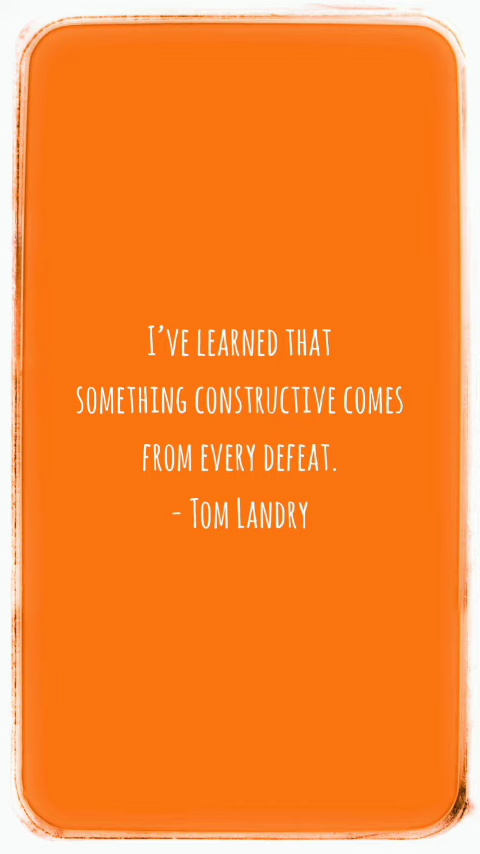 I’ve learned that
something constructive comes
from every defeat.
- Tom Landry